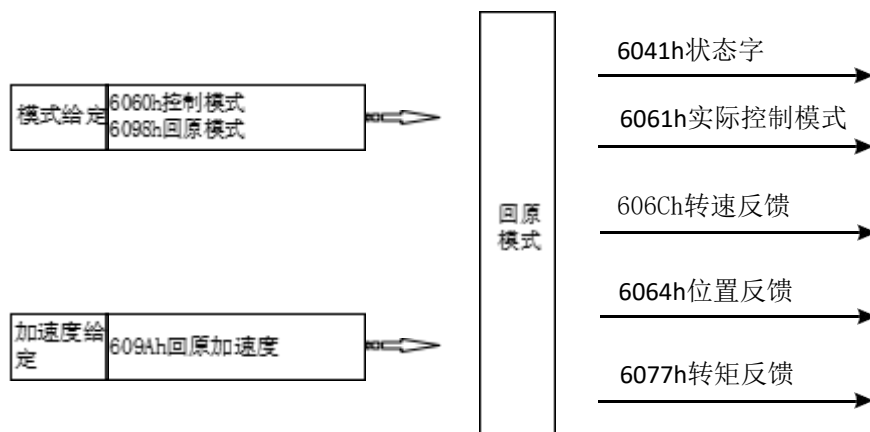 模式给定
6060h控制模式
6098h回原模式
加速度给
定
609Ah回原加速度
回原
模式
6041h状态字
6061h实际控制模式
606Ch转速反馈
6064h位置反馈
6077h转矩反馈